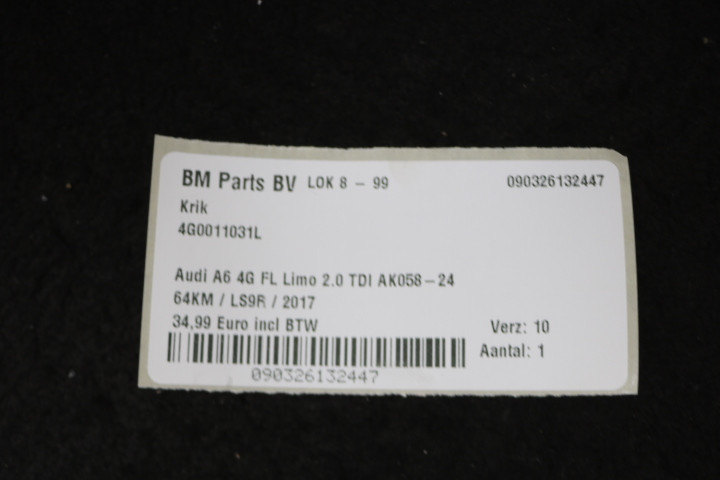 BM Parts BV LOK 8 - 99 090326132447
Krik
4G0011031L
Audi A6 4G FL Limo 2.0 TDI AK058-24
64KM / LS9R / 2017
34,99 Euro incl BTW Verz: 10
Aantal: 1
090326132447